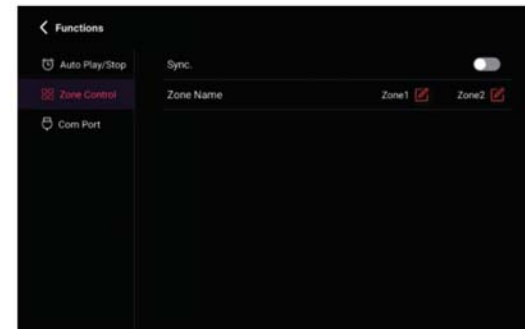 Functions
Auto Play/Stop
Sync.
Zone Control
Zone Name Zone1 Zone2
Com Port